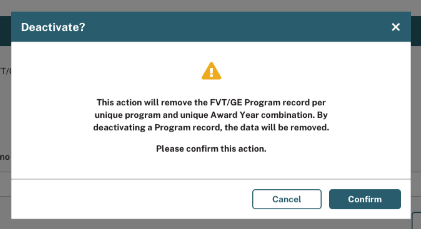 Deactivate?
This action will remove the FVT/GE Program record per
unique program and unique Award Year combination. By
deactivating a Program record, the data will be removed.
Please confirm this action.
Cancel Confirm